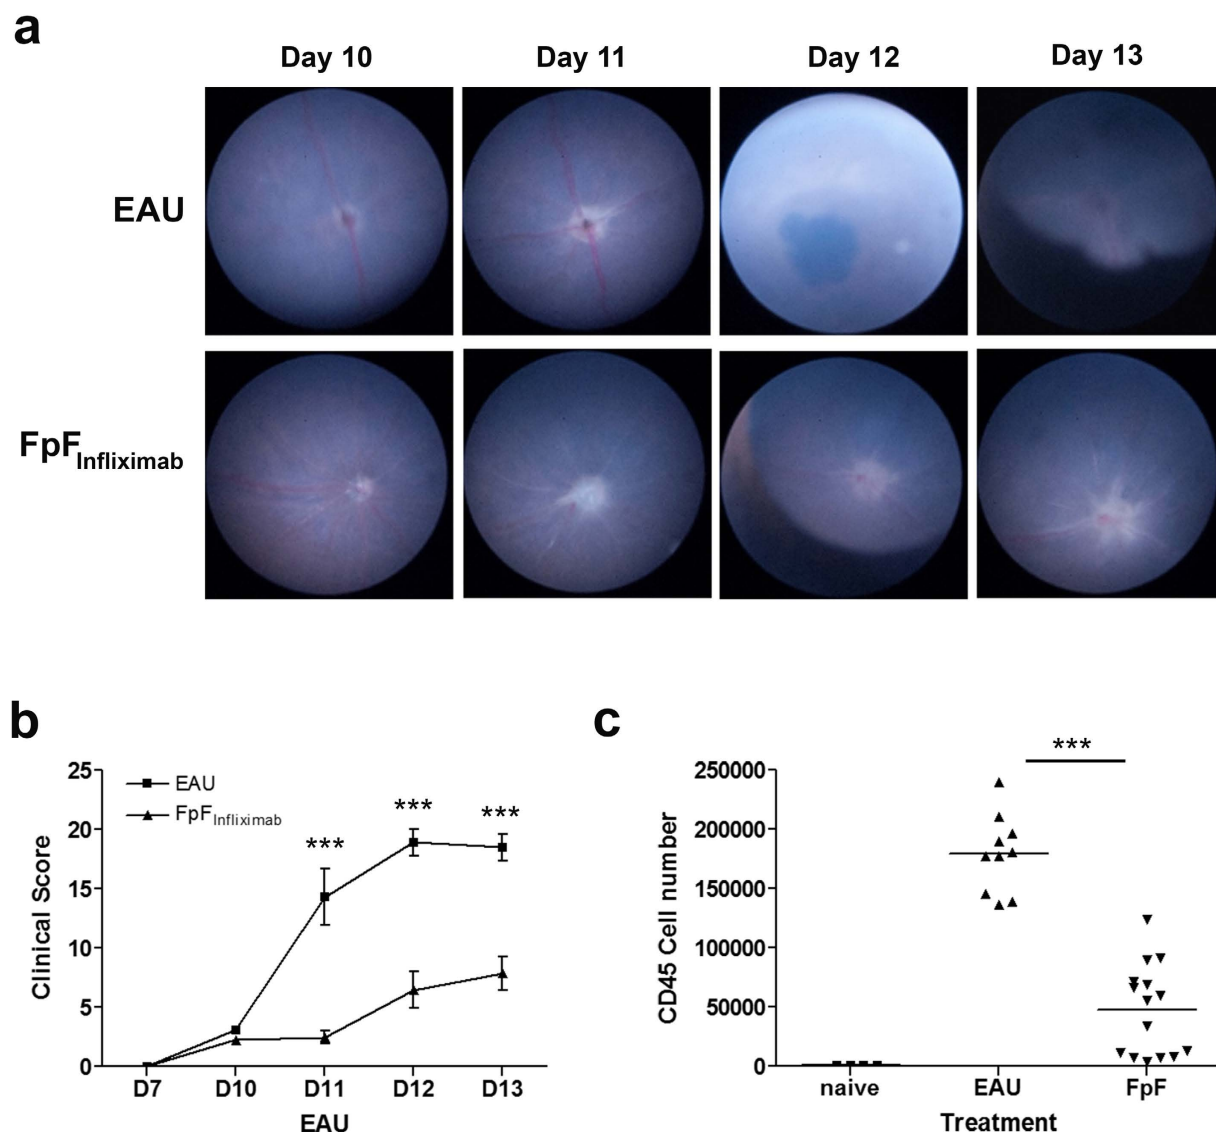 a
Day 10 Day 11 Day 12 Day 13
EAU
FpFInfliximab
b
25
20
15
10
5
0
Clinical Score
EAU
FpFInfliximab
*** *** ***
D7 D10 D11 D12 D13
EAU
c
***
250000
200000
150000
100000
50000
0
CD45 Cell number
naive EAU FpF
Treatment